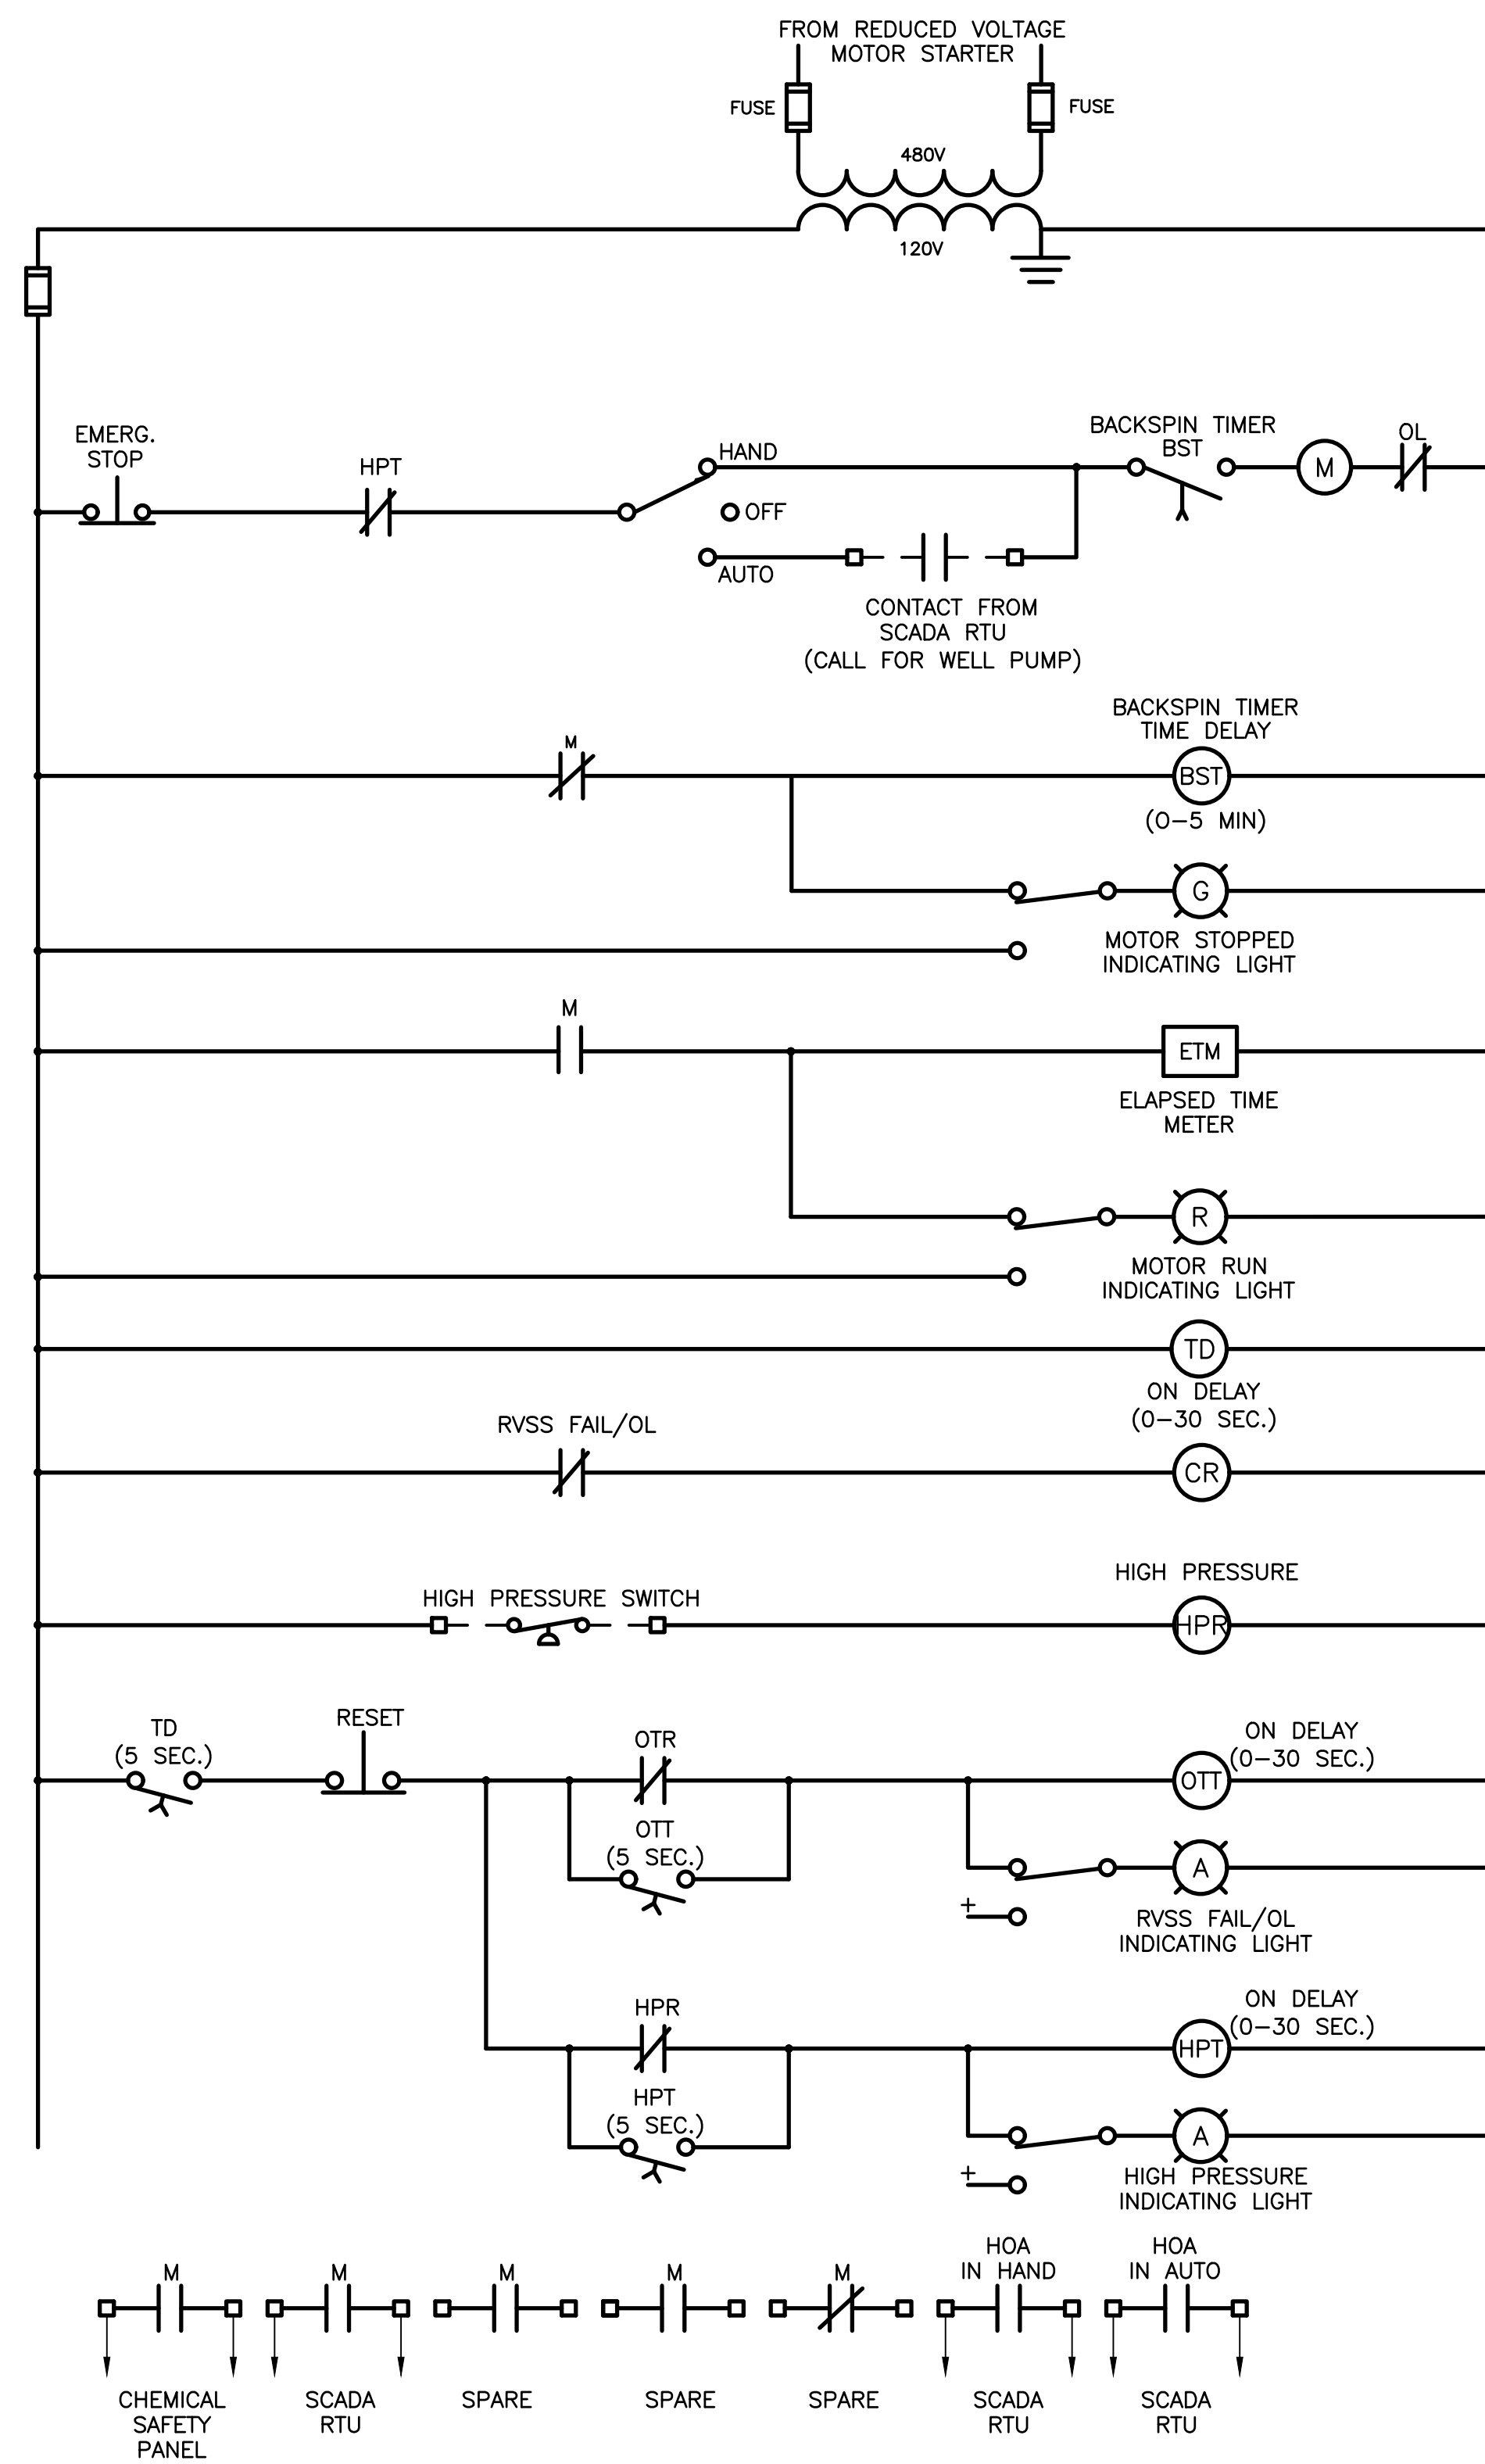 FROM REDUCED VOLTAGE
MOTOR STARTER
FUSE
FUSE
480V
120V
EMERG.
STOP
HPT
HAND
OFF
AUTO
BACKSPIN TIMER
BST
M
OL
CONTACT FROM
SCADA RTU
(CALL FOR WELL PUMP)
BACKSPIN TIMER
TIME DELAY
M
BST
(0-5 MIN)
G
MOTOR STOPPED
INDICATING LIGHT
M
ETM
ELAPSED TIME
METER
R
MOTOR RUN
INDICATING LIGHT
TD
ON DELAY
(0-30 SEC.)
RVSS FAIL/OL
CR
HIGH PRESSURE
HIGH PRESSURE SWITCH
HPR
TD
(5 SEC.)
RESET
OTR
ON DELAY
(0-30 SEC.)
OTT
OTT
(5 SEC.)
A
+
RVSS FAIL/OL
INDICATING LIGHT
HPR
ON DELAY
(0-30 SEC.)
HPT
HPT
(5 SEC.)
A
+
HIGH PRESSURE
INDICATING LIGHT
M
M
M
M
M
HOA
IN HAND
HOA
IN AUTO
CHEMICAL
SAFETY
PANEL
SCADA
RTU
SPARE
SPARE
SPARE
SCADA
RTU
SCADA
RTU